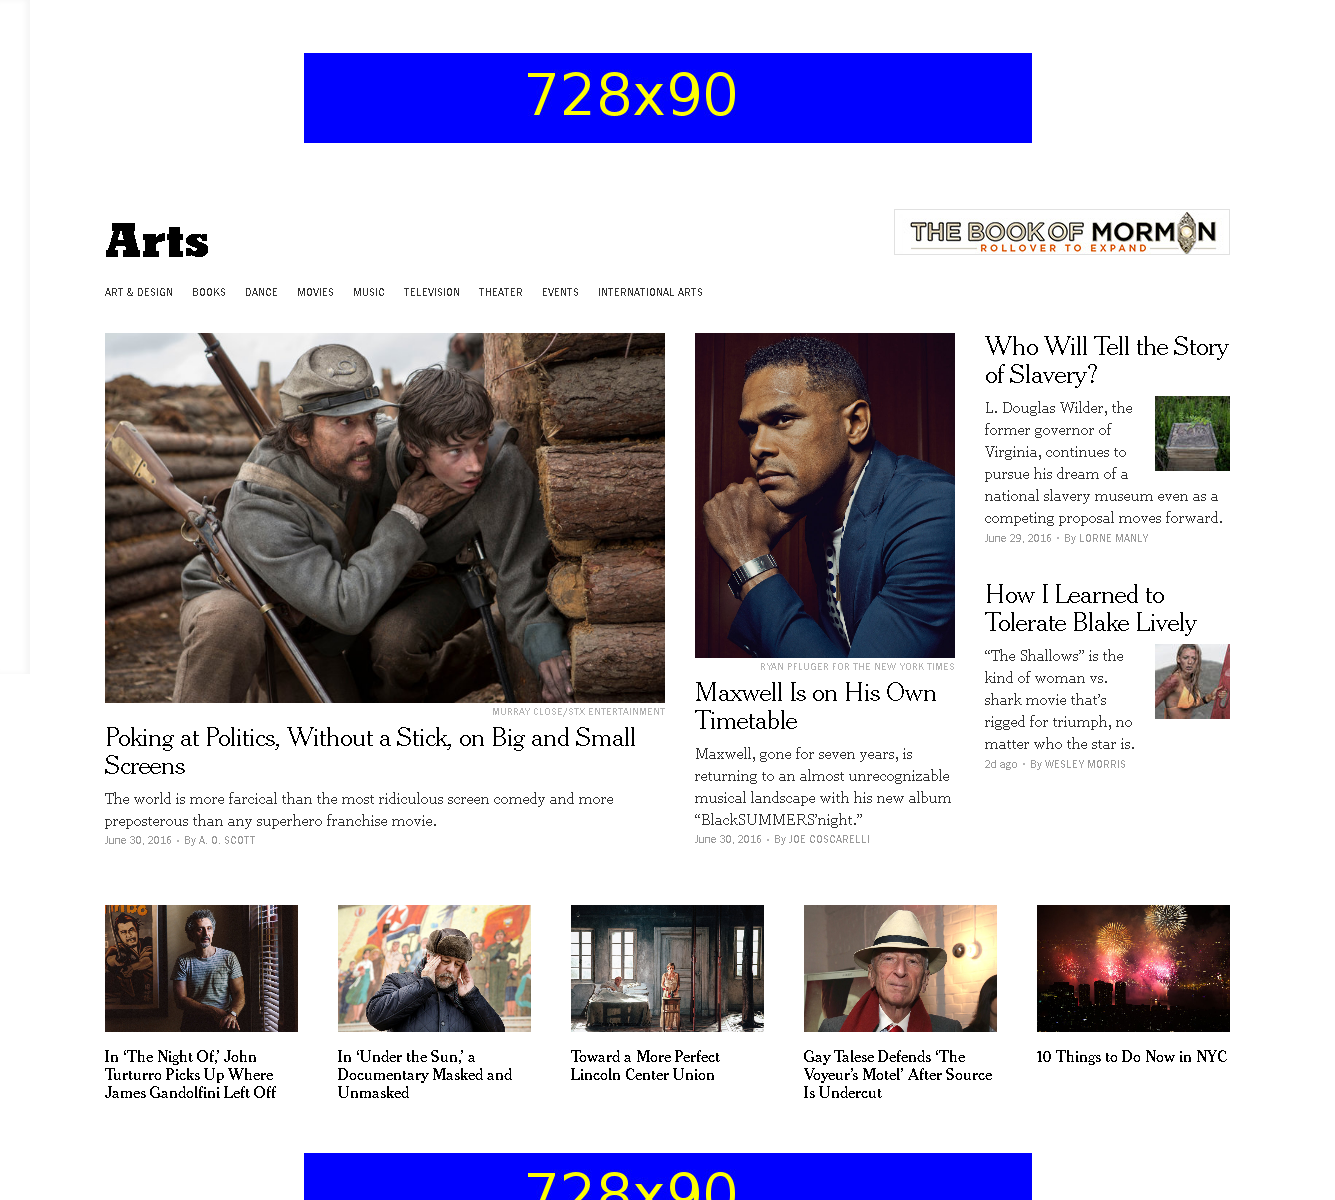 728x90
Arts
THE BOOK OF MORMON
ROLLOVER TO EXPAND
ART & DESIGN BOOKS DANCE MOVIES MUSIC TELEVISION THEATER EVENTS INTERNATIONAL ARTS
MURRAY CLOSE/STX ENTERTAINMENT
Poking at Politics, Without a Stick, on Big and Small
Screens
The world is more farcical than the most ridiculous screen comedy and more
preposterous than any superhero franchise movie.
June 30, 2016 · By A. O. SCOTT
RYAN PFLUGER FOR THE NEW YORK TIMES
Maxwell Is on His Own
Timetable
Maxwell, gone for seven years, is
returning to an almost unrecognizable
musical landscape with his new album
“BlackSUMMERS’night.”
June 30, 2016 · By JOE COSCARELLI
Who Will Tell the Story
of Slavery?
L. Douglas Wilder, the
former governor of
Virginia, continues to
pursue his dream of a
national slavery museum even as a
competing proposal moves forward.
June 29, 2016 · By LORNE MANLY
How I Learned to
Tolerate Blake Lively
“The Shallows” is the
kind of woman vs.
shark movie that’s
rigged for triumph, no
matter who the star is.
2d ago · By WESLEY MORRIS
In ‘The Night Of,’ John
Turturro Picks Up Where
James Gandolfini Left Off
In ‘Under the Sun,’ a
Documentary Masked and
Unmasked
Toward a More Perfect
Lincoln Center Union
Gay Talese Defends ‘The
Voyeur’s Motel’ After Source
Is Undercut
10 Things to Do Now in NYC
728x90